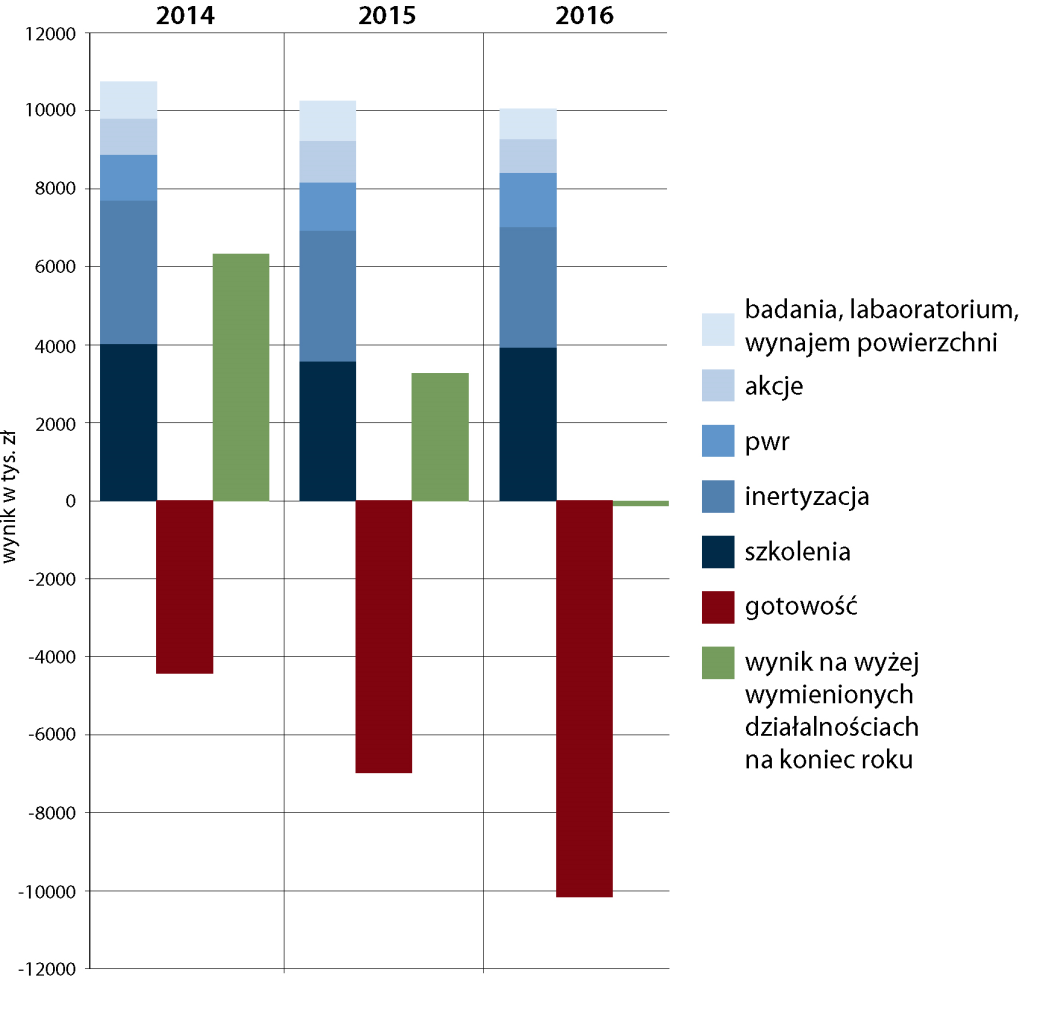 2014 2015 2016
12000
10000
8000
6000
4000
2000
0
-2000
-4000
-6000
-8000
-10000
-12000
wynik w tys. zł
badania, labaoratorium,
wynajem powierzchni
akcje
pwr
inertyzacja
szkolenia
gotowość
wynik na wyżej
wymienionych
działalnościach
na koniec roku